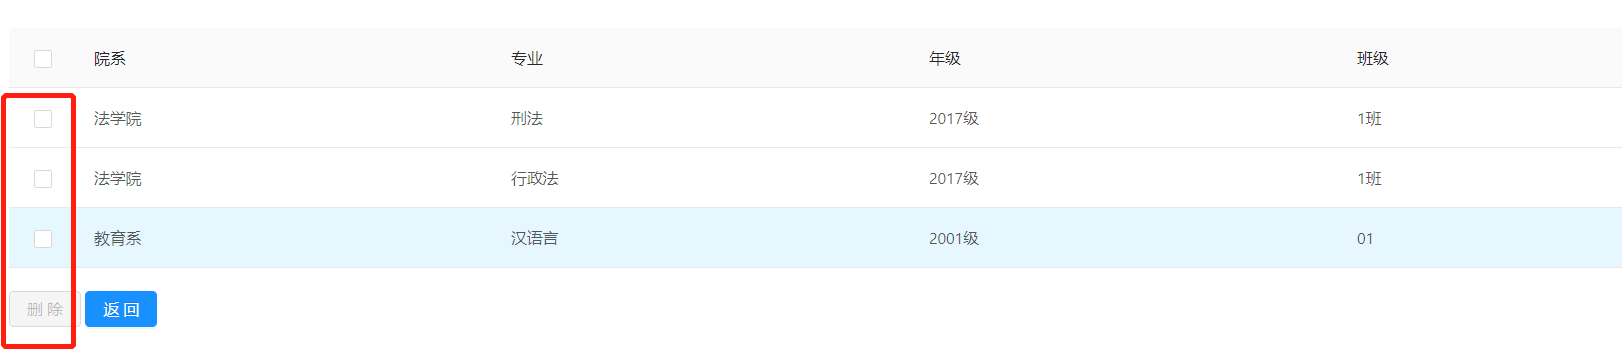 院系 专业 年级 班级
法学院 刑法 2017级 1班
法学院 行政法 2017级 1班
教育系 汉语言 2001级 01
删 除 返 回